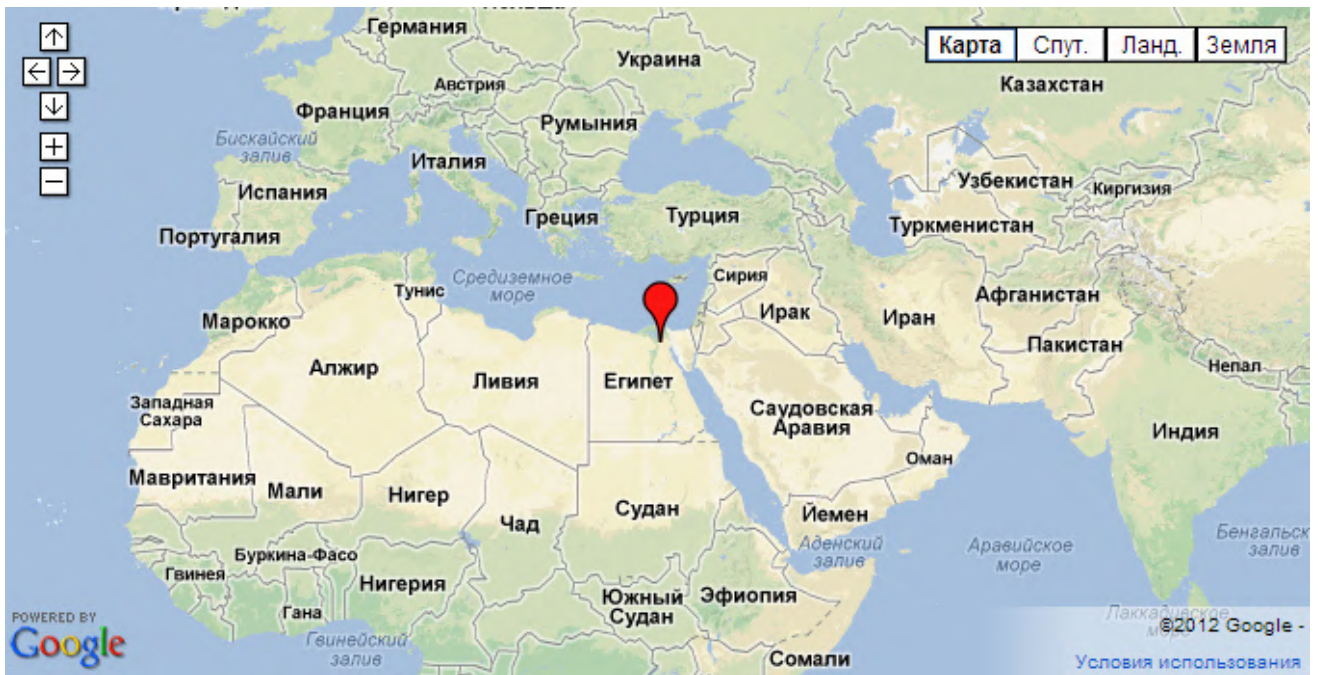 Германия
Украина
Карта
Спут.
Ланд.
Земля
Австрия
Казахстан
Франция
Румыния
Бискайский
залив
Италия
Узбекистан
Киргизия
Испания
Греция
Турция
Туркменистан
Португалия
Средиземное
море
Тунис
Сирия
Афганистан
Марокко
Ирак
Иран
Пакистан
Алжир
Ливия
Египет
Непал
Западная
Сахара
Саудовская
Аравия
Индия
Оман
Мавритания
Мали
Нигер
Чад
Судан
Йемен
Аденский
залив
Аравийское
море
Бенгальск
залив
Буркина-Фасо
Гвинея
Нигерия
Гана
Южный
Судан
Эфиопия
POWERED BY
Google
Гвинейский
залив
Сомали
Лаккадивское
©2012 Google -
Условия использования